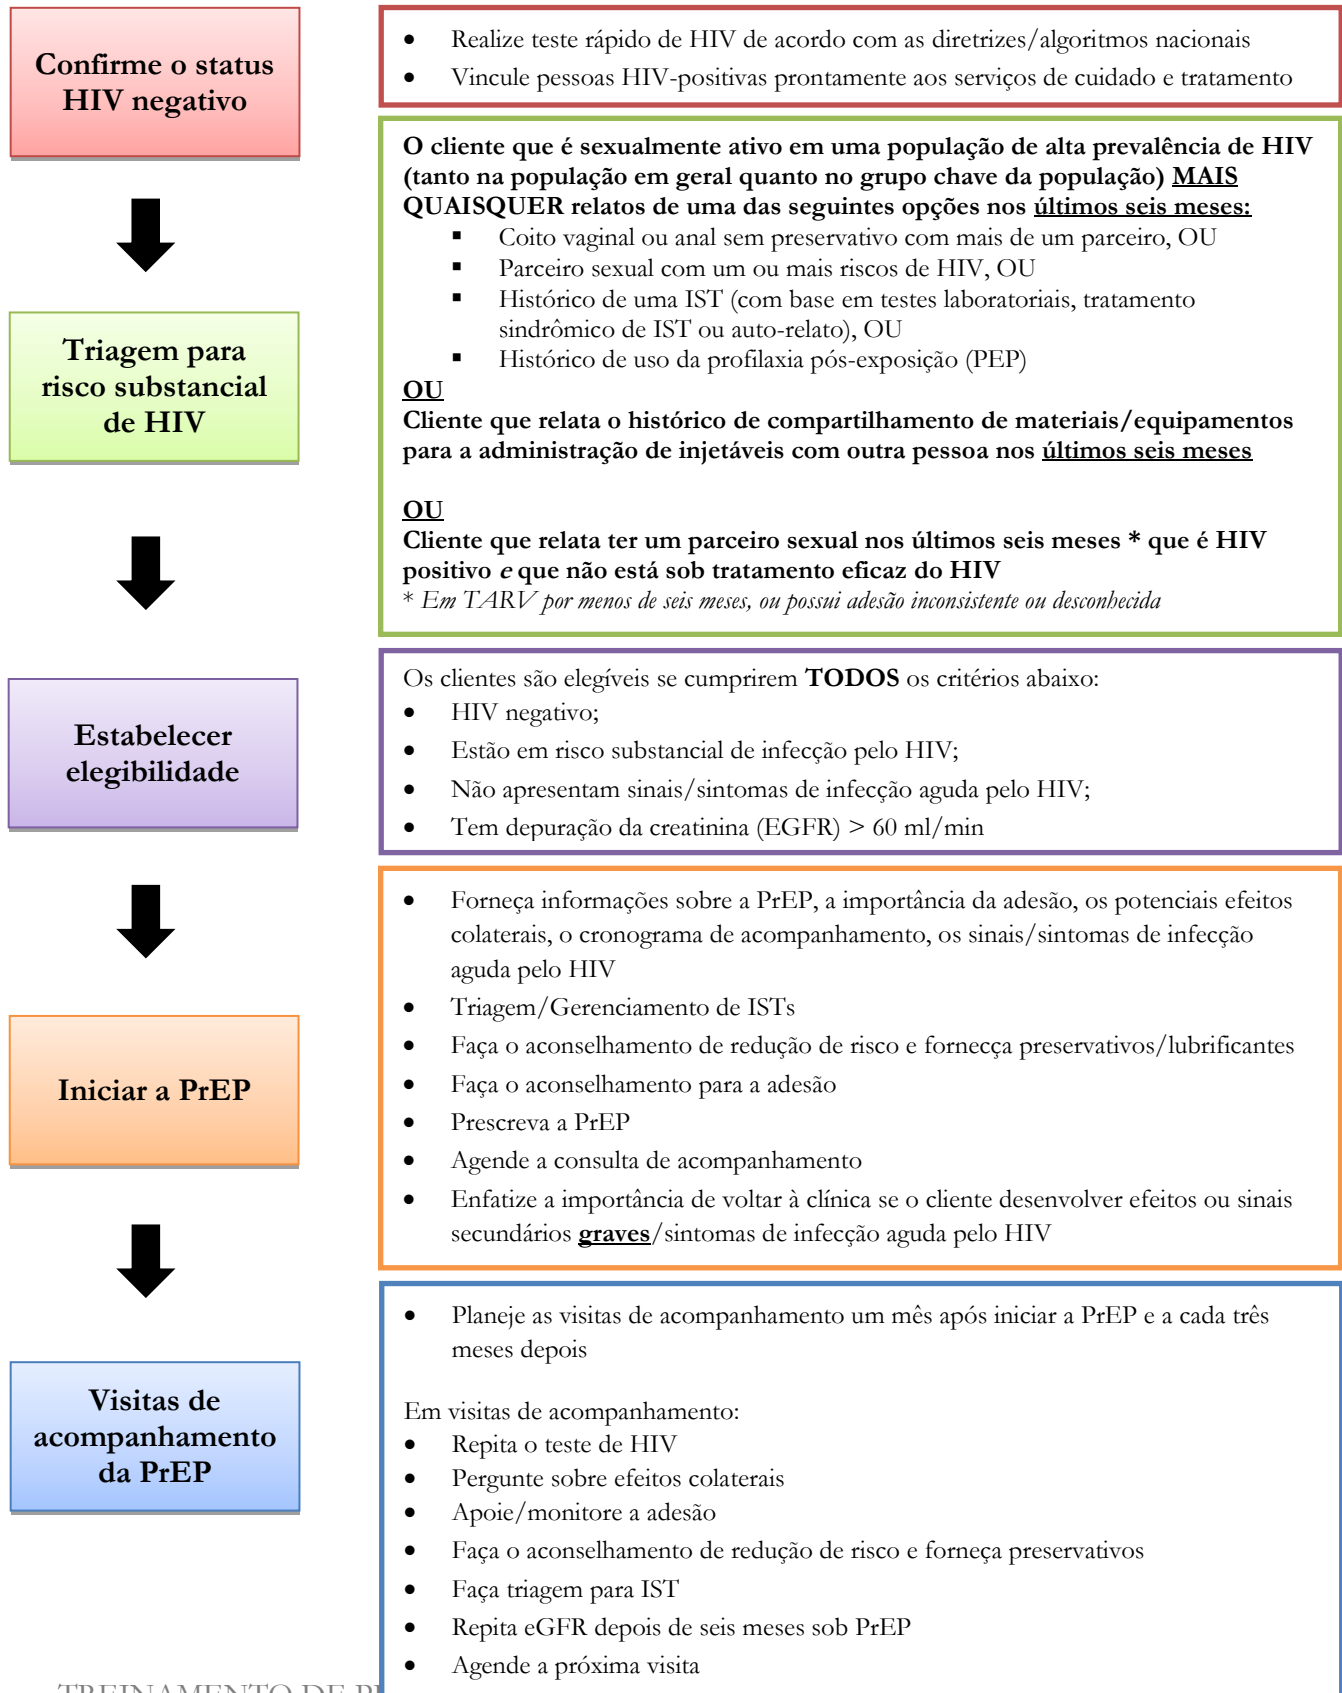 Confirme o status
HIV negativo
• Realize teste rápido de HIV de acordo com as diretrizes/algoritmos nacionais
• Vincule pessoas HIV-positivas prontamente aos serviços de cuidado e tratamento
Triagem para
risco substancial
de HIV
O cliente que é sexualmente ativo em uma população de alta prevalência de HIV
(tanto na população em geral quanto no grupo chave da população) MAIS
QUAISQUER relatos de uma das seguintes opções nos últimos seis meses:
▪ Coito vaginal ou anal sem preservativo com mais de um parceiro, OU
▪ Parceiro sexual com um ou mais riscos de HIV, OU
▪ Histórico de uma IST (com base em testes laboratoriais, tratamento
sindrômico de IST ou auto-relato), OU
▪ Histórico de uso da profilaxia pós-exposição (PEP)
OU
Cliente que relata o histórico de compartilhamento de materiais/equipamentos
para a administração de injetáveis com outra pessoa nos últimos seis meses
OU
Cliente que relata ter um parceiro sexual nos últimos seis meses * que é HIV
positivo e que não está sob tratamento eficaz do HIV
* Em TARV por menos de seis meses, ou possui adesão inconsistente ou desconhecida
Estabelecer
elegibilidade
Os clientes são elegíveis se cumprirem TODOS os critérios abaixo:
• HIV negativo;
• Estão em risco substancial de infecção pelo HIV;
• Não apresentam sinais/sintomas de infecção aguda pelo HIV;
• Tem depuração da creatinina (EGFR) > 60 ml/min
Iniciar a PrEP
• Forneça informações sobre a PrEP, a importância da adesão, os potenciais efeitos
colaterais, o cronograma de acompanhamento, os sinais/sintomas de infecção
aguda pelo HIV
• Triagem/Gerenciamento de ISTs
• Faça o aconselhamento de redução de risco e fornecça preservativos/lubrificantes
• Faça o aconselhamento para a adesão
• Prescreva a PrEP
• Agende a consulta de acompanhamento
• Enfatize a importância de voltar à clínica se o cliente desenvolver efeitos ou sinais
secundários graves/sintomas de infecção aguda pelo HIV
Visitas de
acompanhamento
da PrEP
• Planeje as visitas de acompanhamento um mês após iniciar a PrEP e a cada três
meses depois
Em visitas de acompanhamento:
• Repita o teste de HIV
• Pergunte sobre efeitos colaterais
• Apoie/monitore a adesão
• Faça o aconselhamento de redução de risco e forneça preservativos
• Faça triagem para IST
• Repita eGFR depois de seis meses sob PrEP
• Agende a próxima visita
TREINAMENTO DE